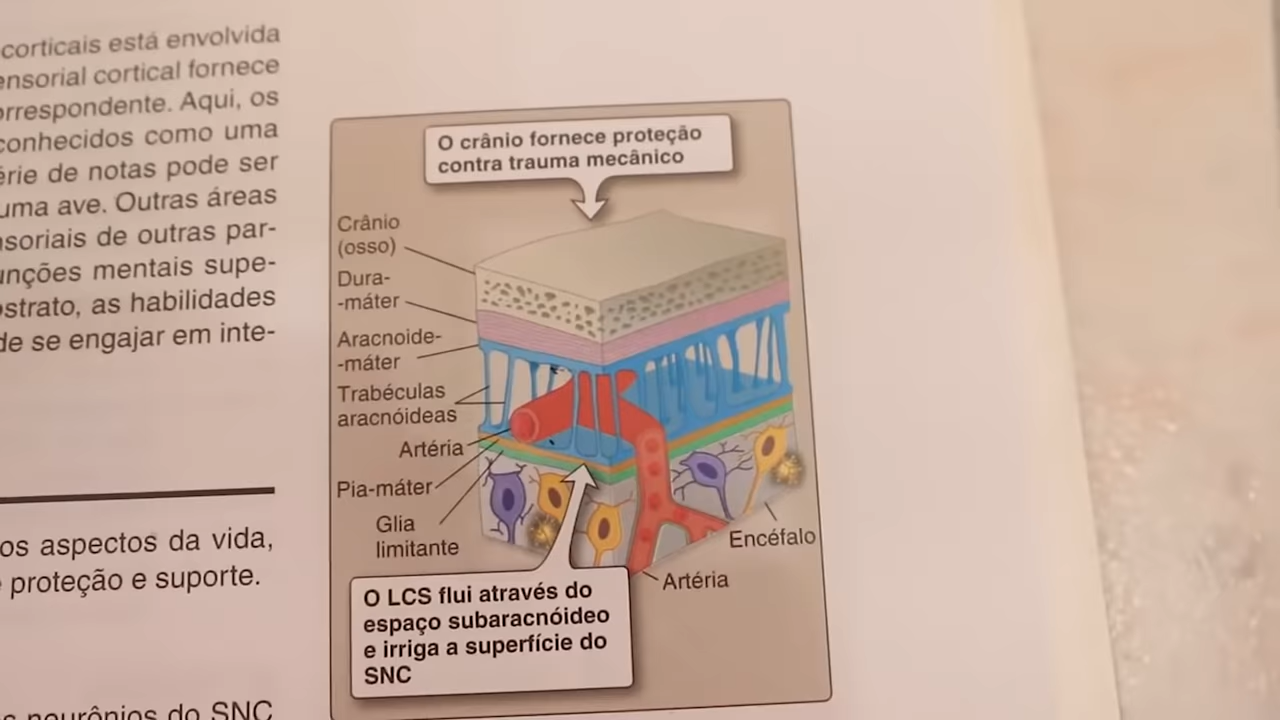 corticais está envolvida
ensorial cortical fornece
orrespondente. Aqui, os
conhecidos como uma
érie de notas pode ser
uma ave. Outras áreas
nsoriais de outras par-
unções mentais supe-
ostrato, as habilidades
de se engajar em inte-
os aspectos da vida,
e proteção e suporte.
s neurônios do SNC
O crânio fornece proteção
contra trauma mecânico
Crânio
(osso)
Dura-
-máter
Aracnoide-
-máter
Trabéculas
aracnóideas
Artéria
Pia-máter
Glia
limitante
Encéfalo
Artéria
O LCS flui através do
espaço subaracnóideo
e irriga a superfície do
SNC